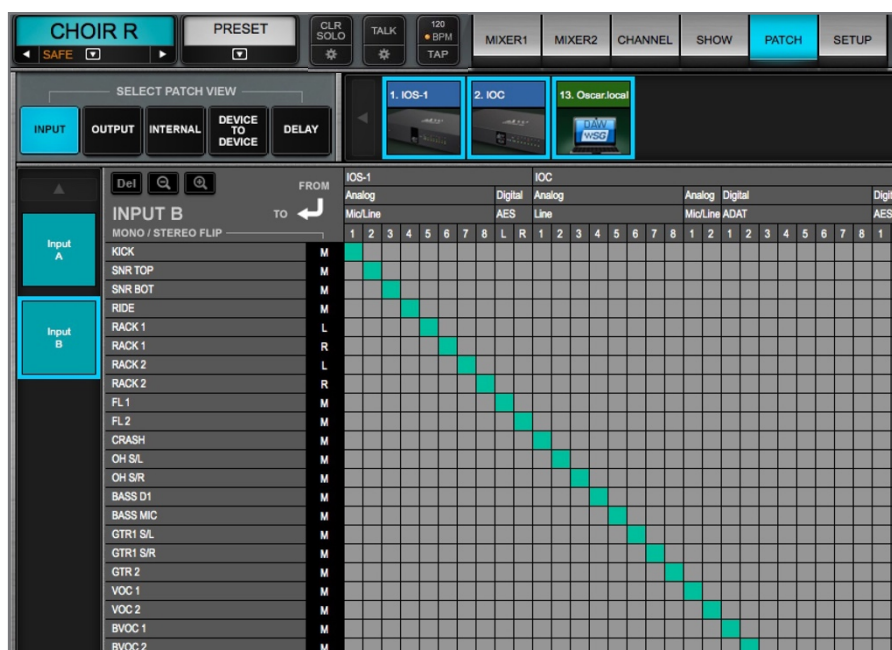 CHOIR R PRESET CLR SOLO TALK 120 BPM TAP MIXER1 MIXER2 CHANNEL SHOW PATCH SETUP
SAFE
SELECT PATCH VIEW
INPUT OUTPUT INTERNAL DEVICE TO DEVICE DELAY
1. IOS-1 2. IOC 13. Oscar.local
DAW
WSG
Del FROM
INPUT B TO
MONO / STEREO FLIP
Input A
Input B
IOS-1 IOC
Analog Digital Analog Analog Digital Digit
Mic/Line AES Line Mic/Line ADAT AES
1 2 3 4 5 6 7 8 L R 1 2 3 4 5 6 7 8 1 2 1 2 3 4 5 6 7 8 1
KICK M
SNR TOP M
SNR BOT M
RIDE M
RACK 1 L
RACK 1 R
RACK 2 L
RACK 2 R
FL 1 M
FL 2 M
CRASH M
OH S/L M
OH S/R M
BASS D1 M
BASS MIC M
GTR1 S/L M
GTR1 S/R M
GTR 2 M
VOC 1 M
VOC 2 M
BVOC 1 M
BVOC 2 M